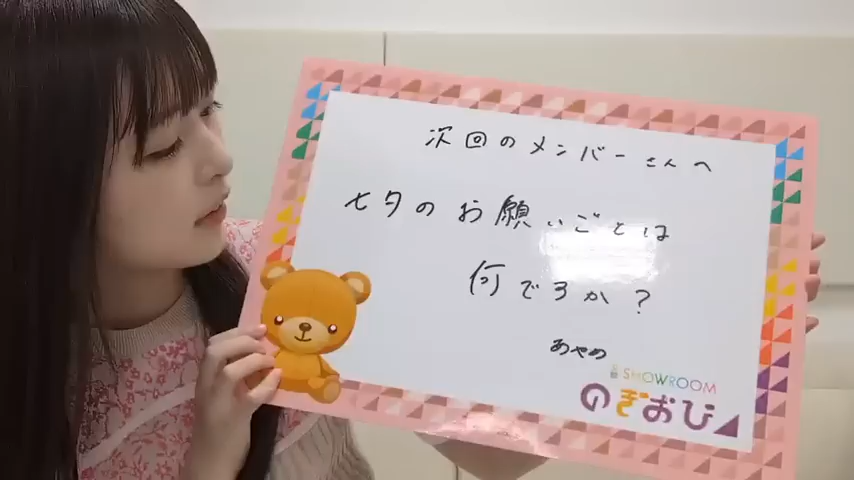 次回のメンバーさんへ
七夕のお願いごとは
何ですか?
あやめ
SHOWROOM
のぎおび